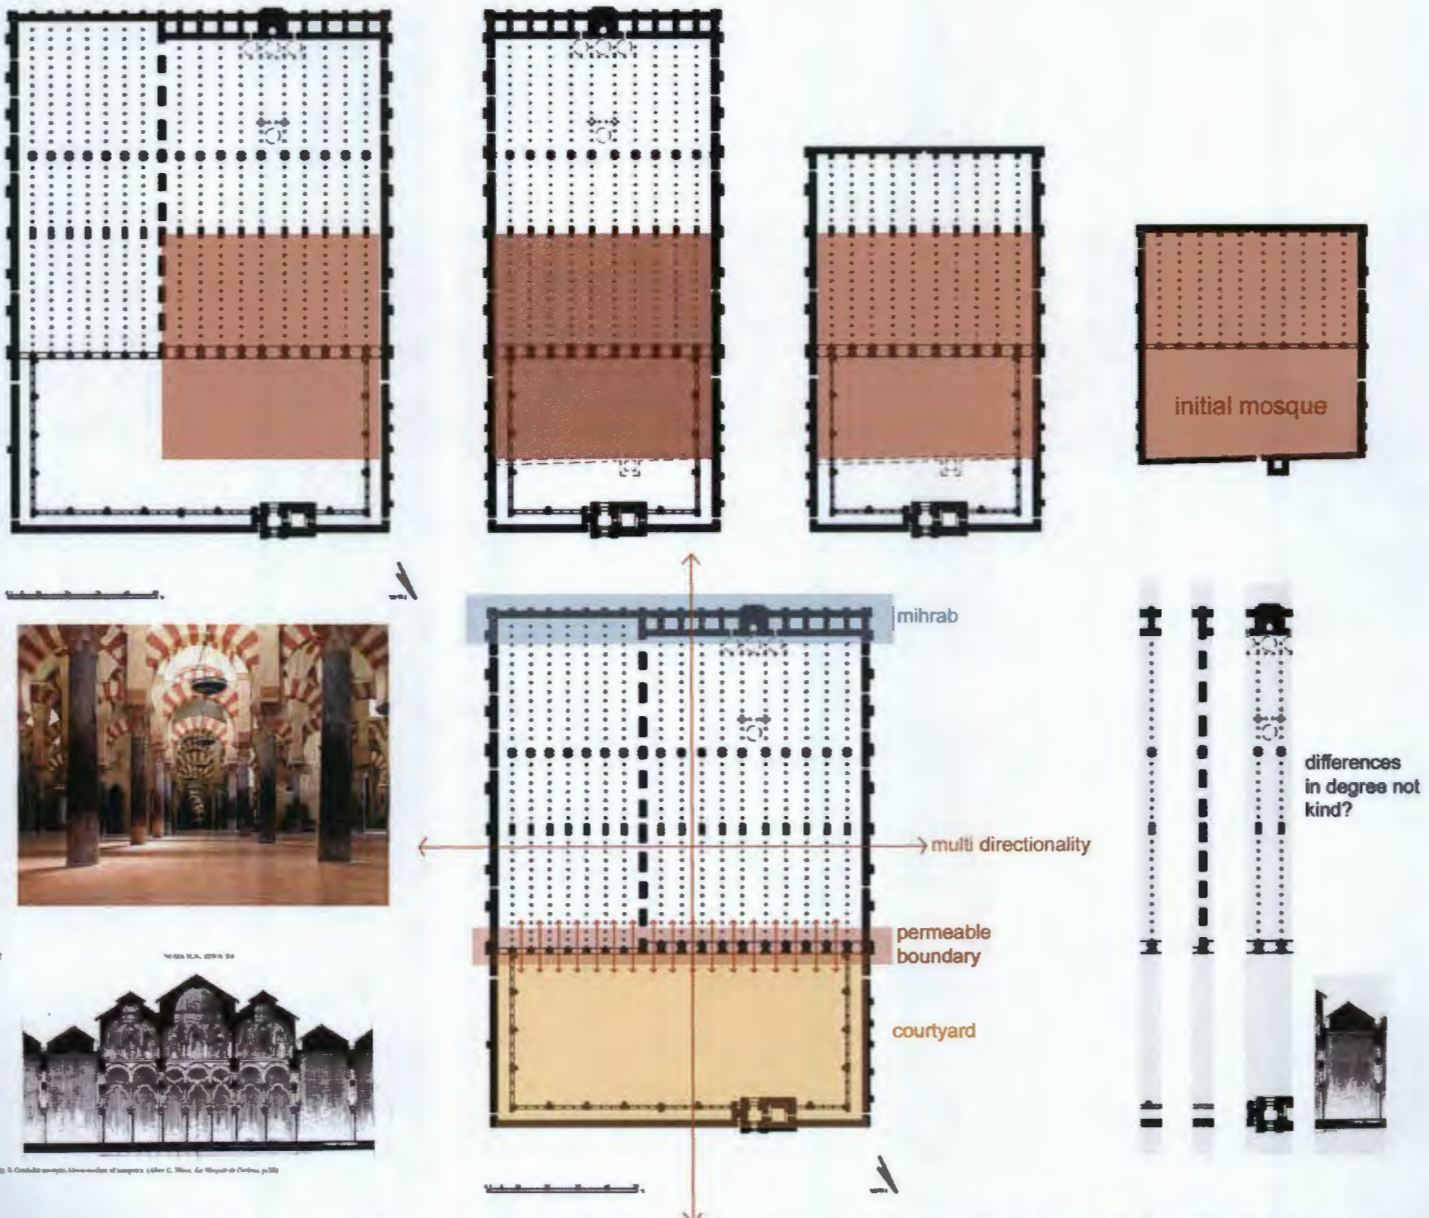 initial mosque
mihrab
differences
in degree not
kind?
multi directionality
permeable
boundary
courtyard